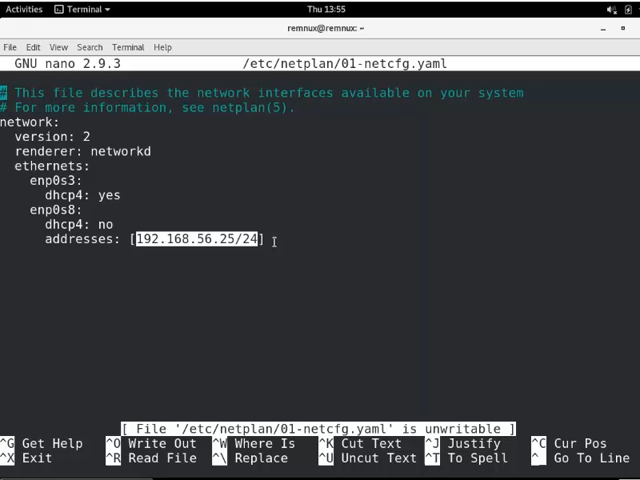 Activities Terminal Thu 13:55
remnux@remnux: ~
File Edit View Search Terminal Help
GNU nano 2.9.3 /etc/netplan/01-netcfg.yaml
# This file describes the network interfaces available on your system
# For more information, see netplan(5).
network:
  version: 2
  renderer: networkd
  ethernets:
    enp0s3:
      dhcp4: yes
    enp0s8:
      dhcp4: no
      addresses: [192.168.56.25/24]
[ File '/etc/netplan/01-netcfg.yaml' is unwritable ]
^G Get Help ^O Write Out ^W Where Is ^K Cut Text ^J Justify ^C Cur Pos
^X Exit ^R Read File ^\ Replace ^U Uncut Text ^T To Spell ^_ Go To Line